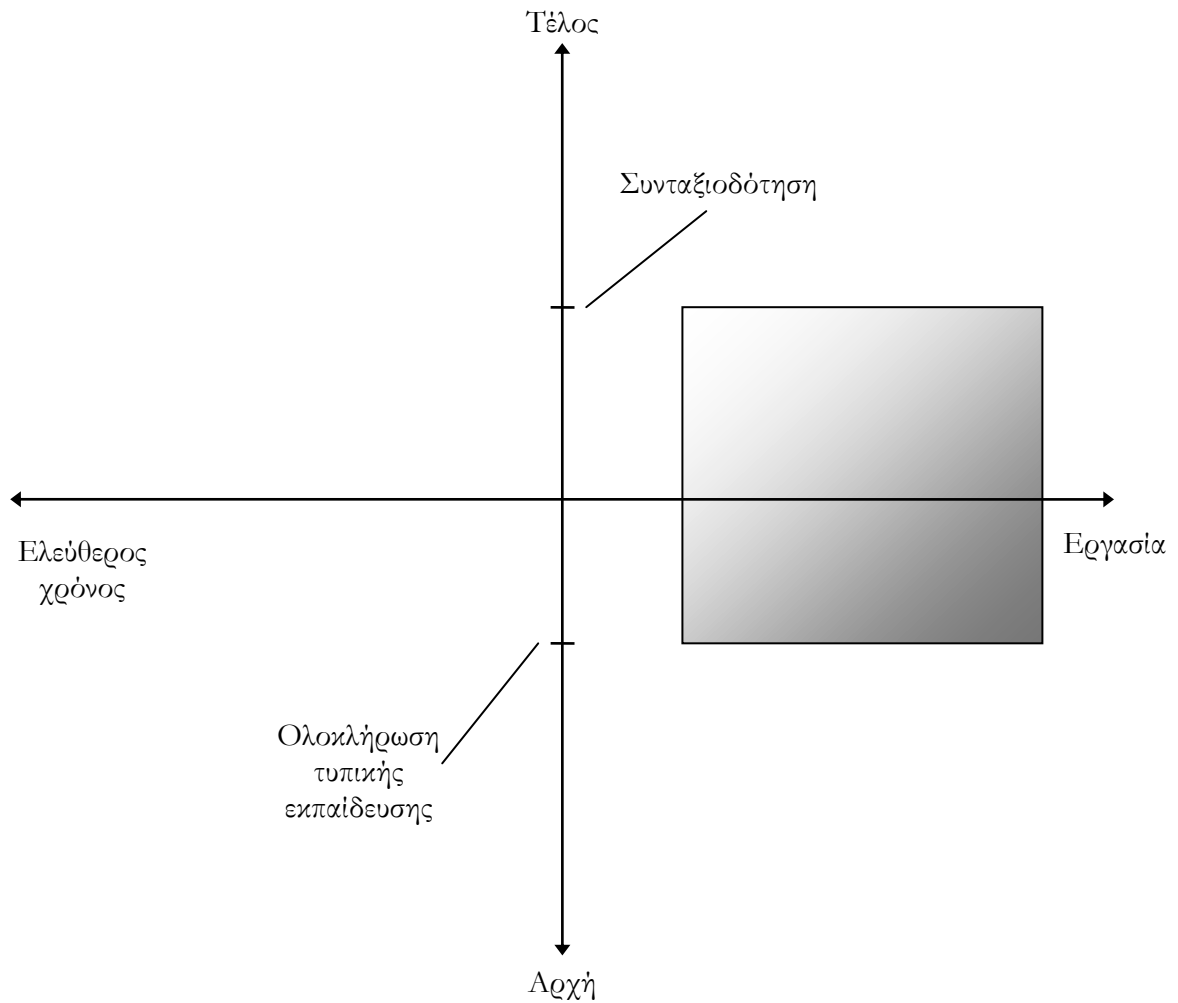 Τέλος
Συνταξιοδότηση
Ελεύθερος
χρόνος
Εργασία
Ολοκλήρωση
τυπικής
εκπαίδευσης
Αρχή